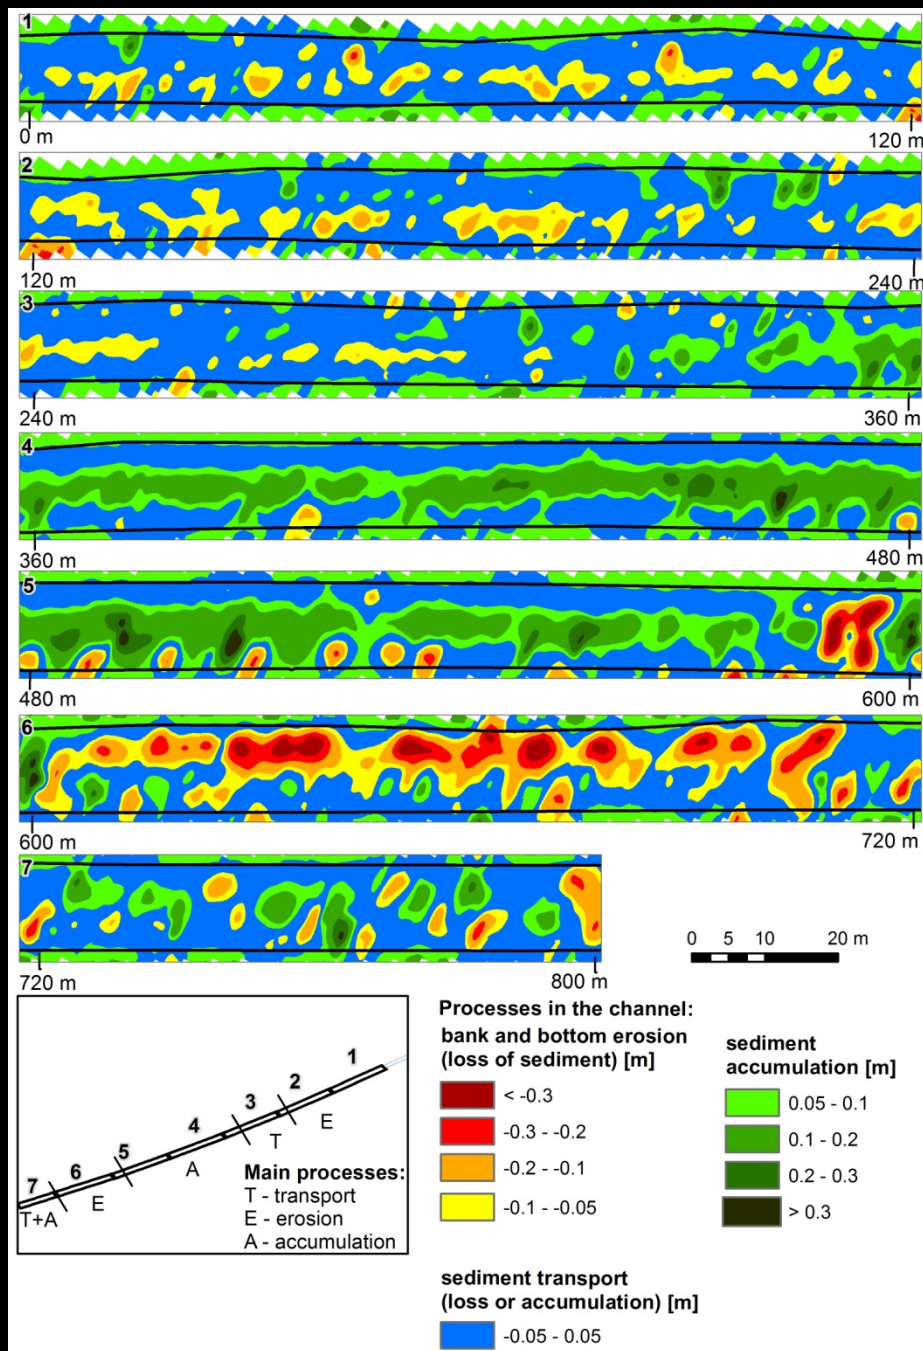 1
0 m
120 m
2
120 m
240 m
3
240 m
360 m
4
360 m
480 m
5
480 m
600 m
6
600 m
720 m
7
720 m
800 m
0 5 10 20 m
1
2
3
4
5
6
7
E
T
A
E
T+A
Main processes:
T - transport
E - erosion
A - accumulation
Processes in the channel:
bank and bottom erosion
(loss of sediment) [m]
< -0.3
-0.3 - -0.2
-0.2 - -0.1
-0.1 - -0.05
sediment
accumulation [m]
0.05 - 0.1
0.1 - 0.2
0.2 - 0.3
> 0.3
sediment transport
(loss or accumulation) [m]
-0.05 - 0.05